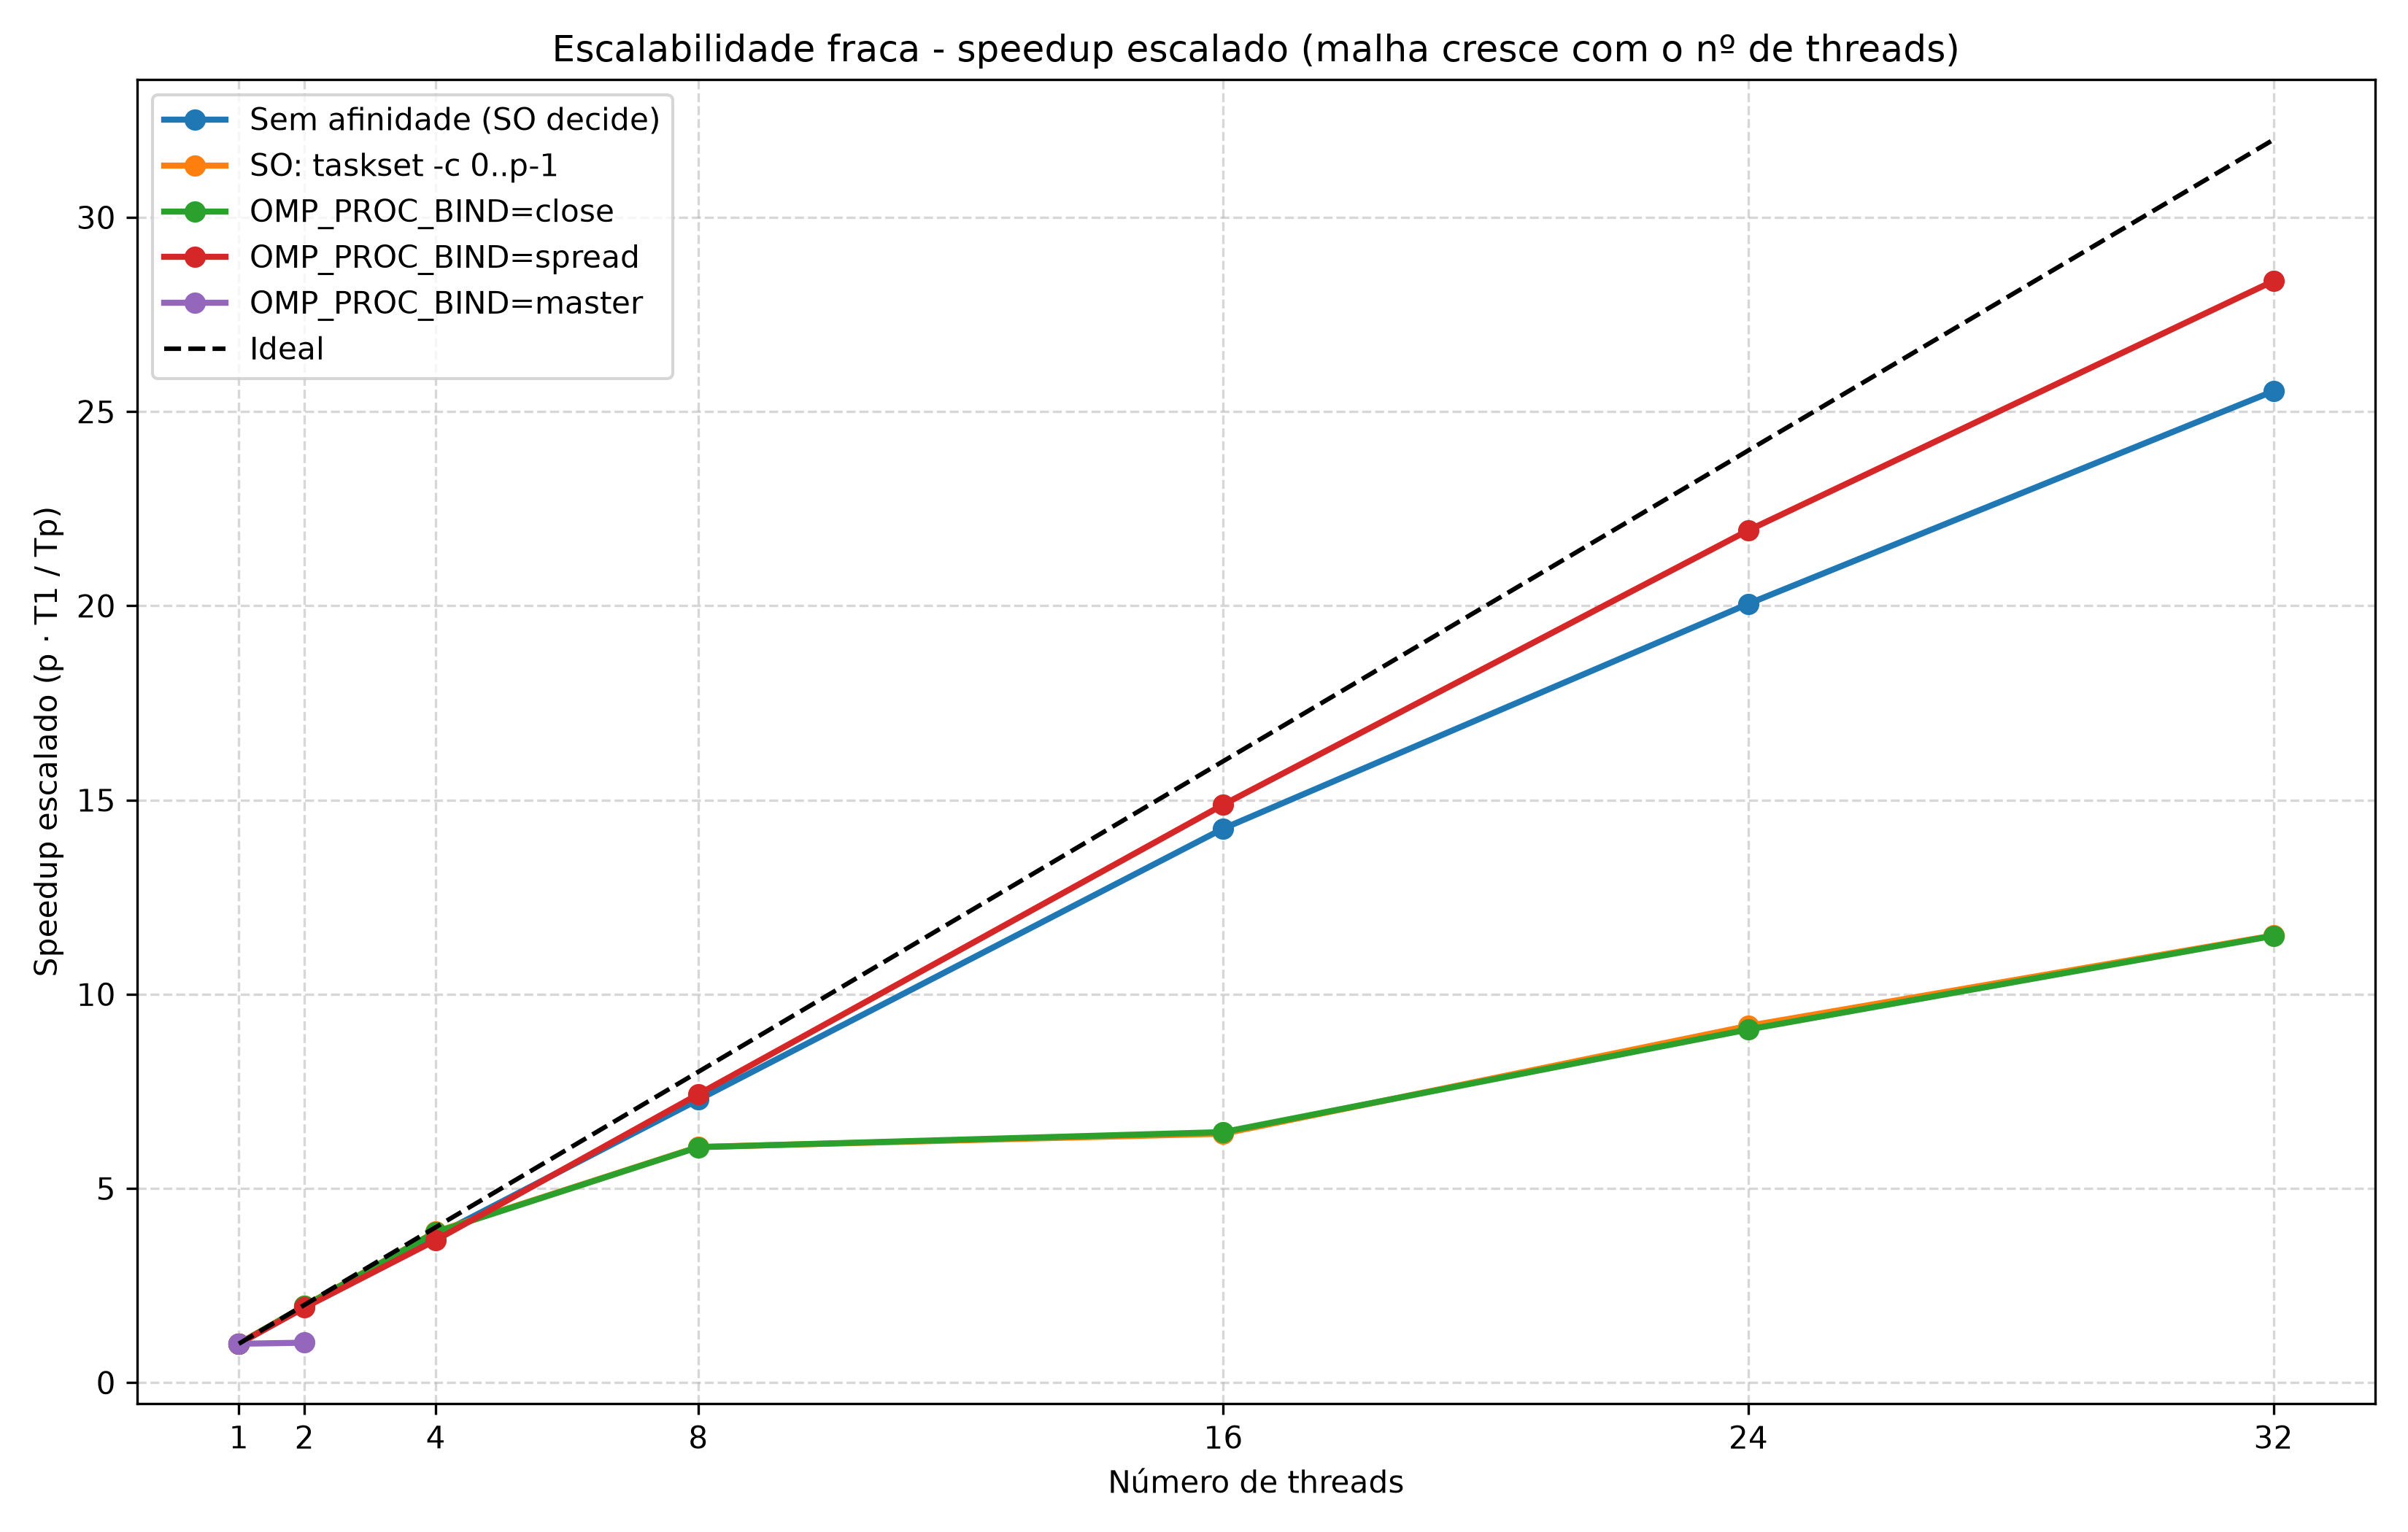 Escalabilidade fraca - speedup escalado (malha cresce com o nº de threads)
Sem afinidade (SO decide)
SO: taskset -c 0..p-1
OMP_PROC_BIND=close
OMP_PROC_BIND=spread
OMP_PROC_BIND=master
Ideal
Speedup escalado (p · T1 / Tp)
30
25
20
15
10
5
0
1 2 4 8 16 24 32
Número de threads